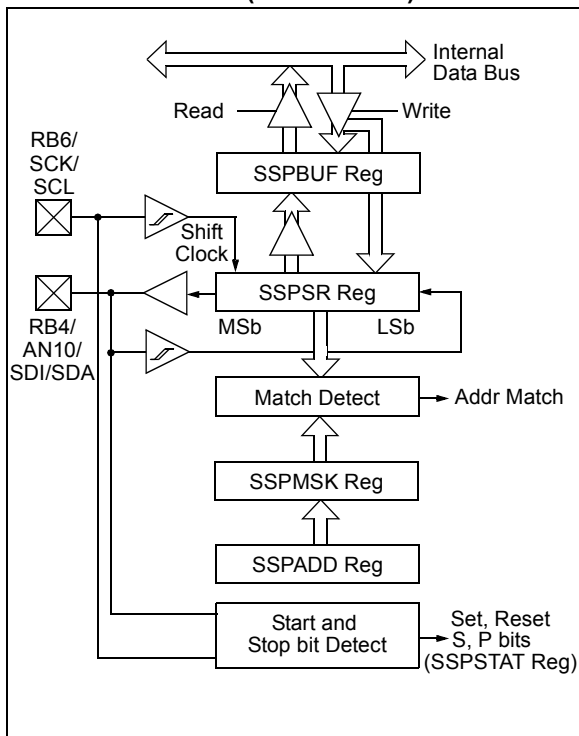 Internal
Data Bus
Read
Write
RB6/
SCK/
SCL
SSPBUF Reg
Shift
Clock
SSPSR Reg
MSb
LSb
RB4/
AN10/
SDI/SDA
Match Detect
Addr Match
SSPMSK Reg
SSPADD Reg
Start and
Stop bit Detect
Set, Reset
S, P bits
(SSPSTAT Reg)